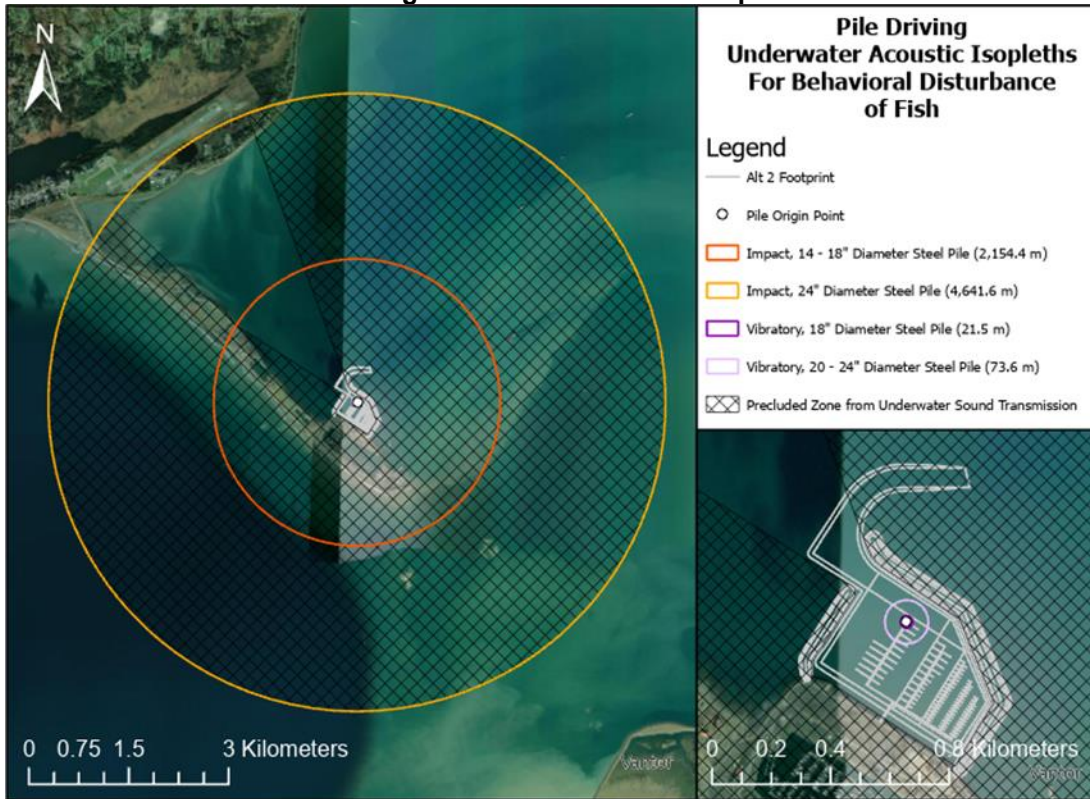 N
0 0.75 1.5 3 Kilometers
Vantor
Pile Driving
Underwater Acoustic Isopleths
For Behavioral Disturbance
of Fish
Legend
Alt 2 Footprint
Pile Origin Point
Impact, 14 - 18" Diameter Steel Pile (2,154.4 m)
Impact, 24" Diameter Steel Pile (4,641.6 m)
Vibratory, 18" Diameter Steel Pile (21.5 m)
Vibratory, 20 - 24" Diameter Steel Pile (73.6 m)
Precluded Zone from Underwater Sound Transmission
0 0.2 0.4 0.8 Kilometers
Vantor